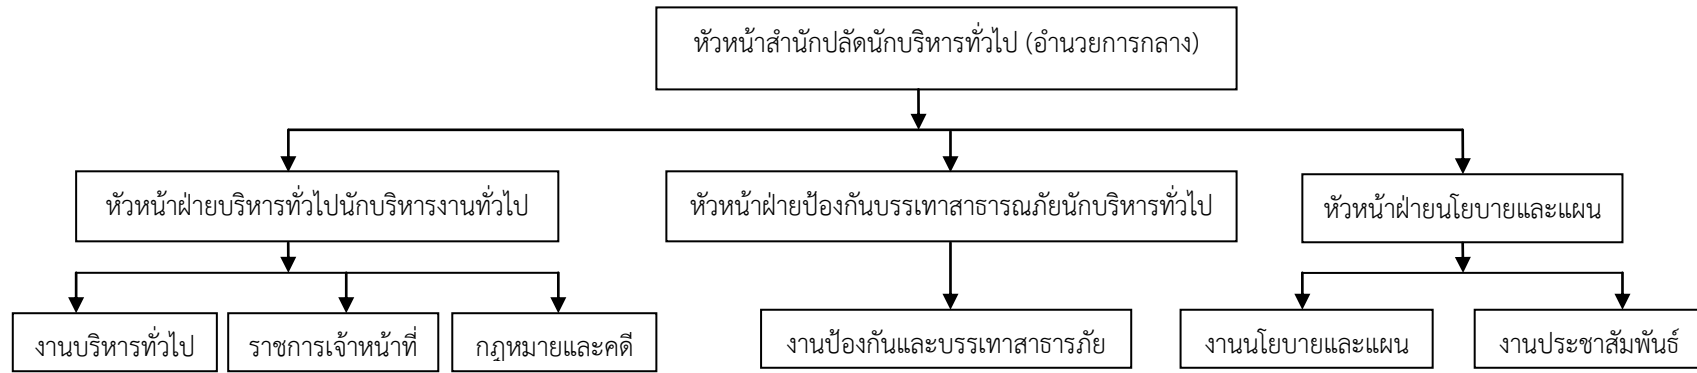 หัวหน้าสำนักปลัดนักบริหารทั่วไป (อำนวยการกลาง)
หัวหน้าฝ่ายบริหารทั่วไปนักบริหารงานทั่วไป
หัวหน้าฝ่ายป้องกันบรรเทาสาธารณภัยนักบริหารทั่วไป
หัวหน้าฝ่ายนโยบายและแผน
งานบริหารทั่วไป
ราชการเจ้าหน้าที่
กฎหมายและคดี
งานป้องกันและบรรเทาสาธารภัย
งานนโยบายและแผน
งานประชาสัมพันธ์